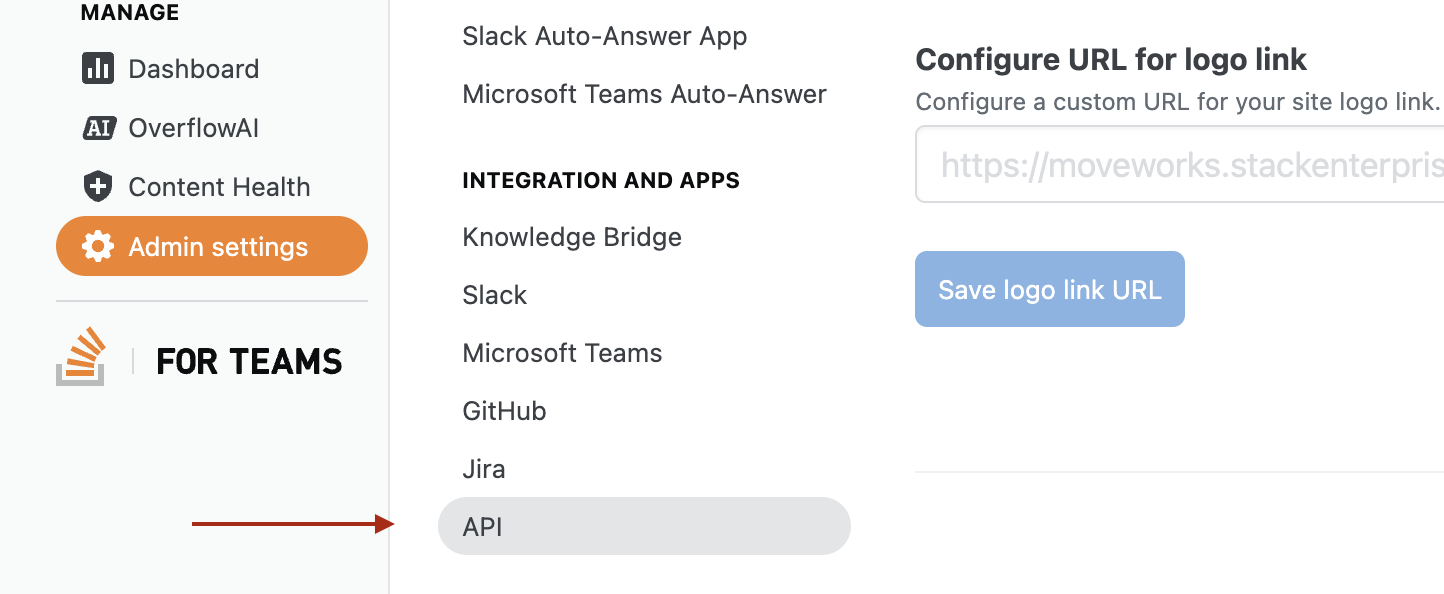 MANAGE
Dashboard
AI OverflowAI
Content Health
Admin settings
FOR TEAMS
Slack Auto-Answer App
Microsoft Teams Auto-Answer
INTEGRATION AND APPS
Knowledge Bridge
Slack
Microsoft Teams
GitHub
Jira
API
Configure URL for logo link
Configure a custom URL for your site logo link.
https://moveworks.stackenterpris
Save logo link URL